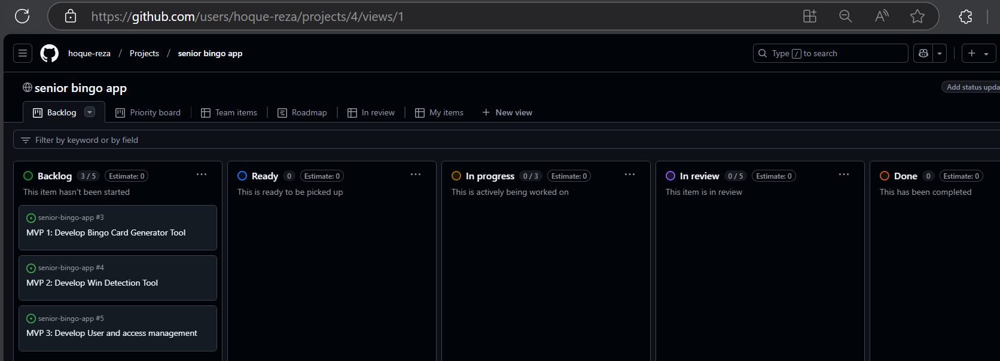 https://github.com/users/hoque-reza/projects/4/views/1
hoque-reza / Projects / senior bingo app
Type / to search
senior bingo app
Add status upda
Backlog
Priority board
Team items
Roadmap
In review
My items
+ New view
Filter by keyword or by field
Backlog 3 / 5 Estimate: 0
This item hasn't been started
senior-bingo-app #3
MVP 1: Develop Bingo Card Generator Tool
senior-bingo-app #4
MVP 2: Develop Win Detection Tool
senior-bingo-app #5
MVP 3: Develop User and access management
Ready 0 Estimate: 0
This is ready to be picked up
In progress 0 / 3 Estimate: 0
This is actively being worked on
In review 0 / 5 Estimate: 0
This item is in review
Done 0 Estimate: 0
This has been completed